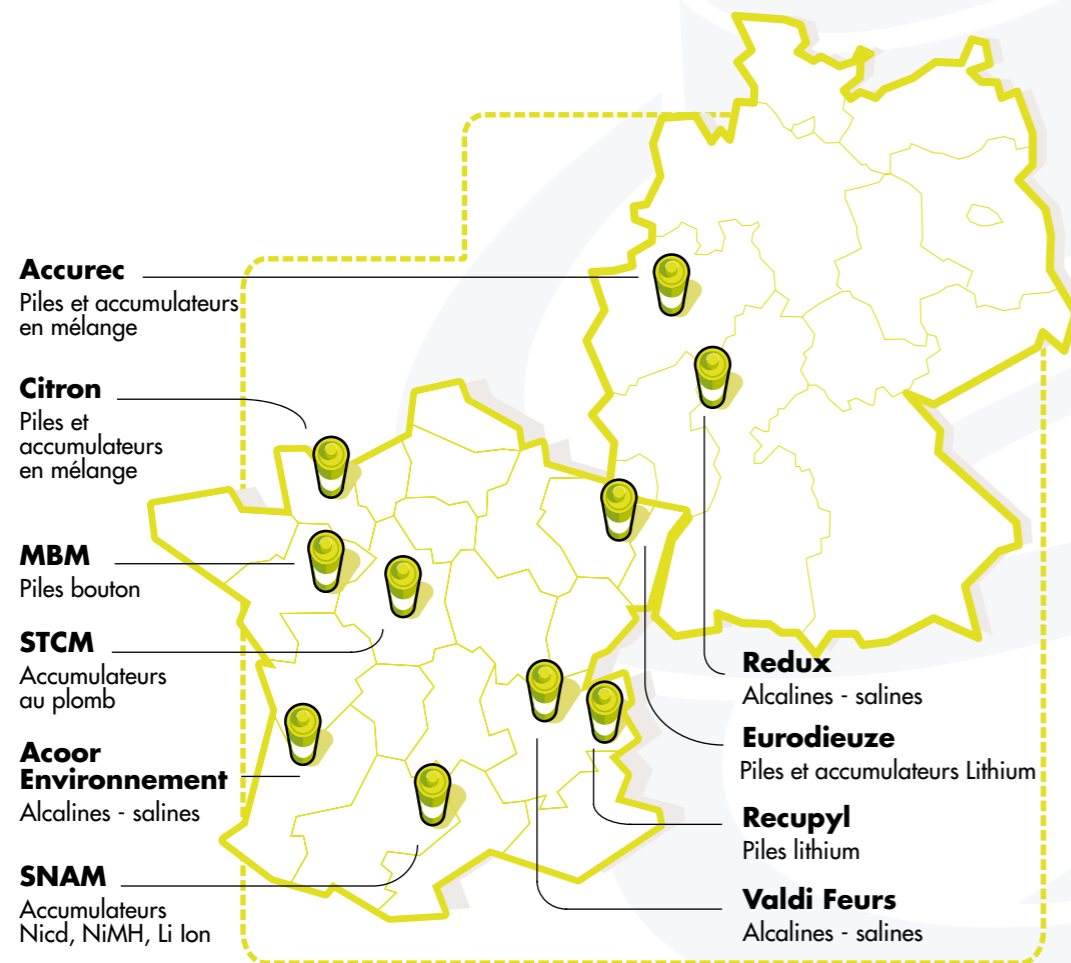 Accurec
Piles et accumulateurs
en mélange
Citron
Piles et
accumulateurs
en mélange
MBM
Piles bouton
STCM
Accumulateurs
au plomb
Acoor
Environnement
Alcalines - salines
SNAM
Accumulateurs
Nicd, NiMH, Li Ion
Redux
Alcalines - salines
Eurodieuze
Piles et accumulateurs Lithium
Recupyl
Piles lithium
Valdi Feurs
Alcalines - salines